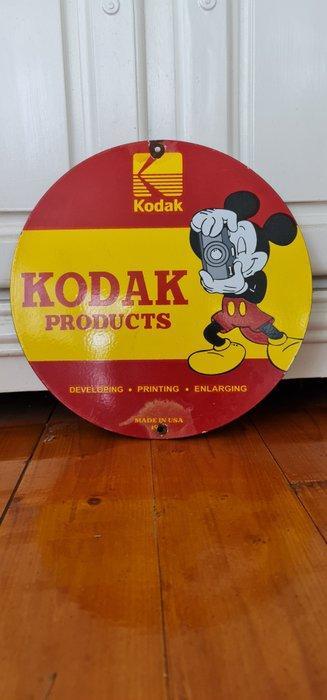 Kodak
KODAK
PRODUCTS
DEVELOPING • PRINTING • ENLARGING
MADE IN USA